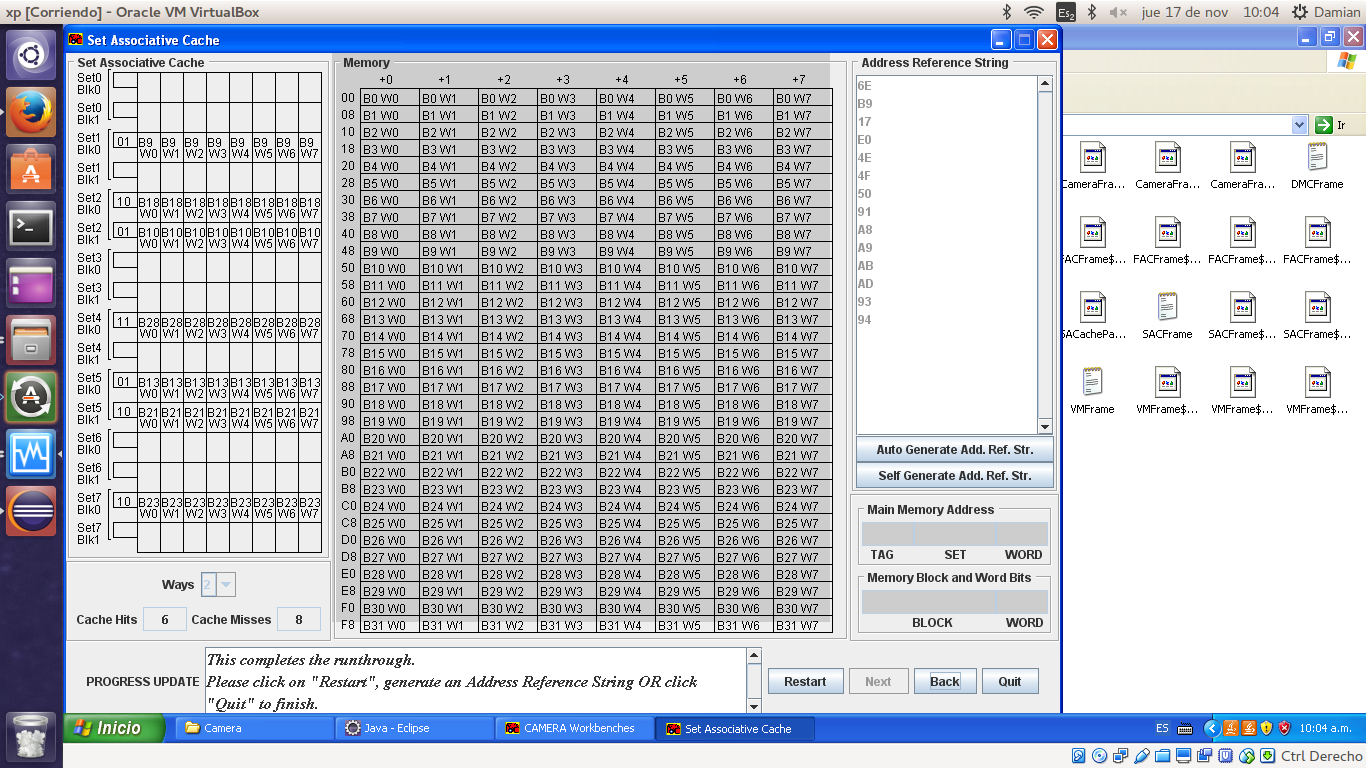 xp [Corriendo] - Oracle VM VirtualBox
Es2 jue 17 de nov 10:04 Damian
Set Associative Cache
Set Associative Cache
Set0
Blk0
Set0
Blk1
Set1 01 B9 B9 B9 B9 B9 B9 B9 B9
Blk0 W0 W1 W2 W3 W4 W5 W6 W7
Set1
Blk1
Set2 10 B18 B18 B18 B18 B18 B18 B18 B18
Blk0 W0 W1 W2 W3 W4 W5 W6 W7
Set2 01 B10 B10 B10 B10 B10 B10 B10 B10
Blk1 W0 W1 W2 W3 W4 W5 W6 W7
Set3
Blk0
Set3
Blk1
Set4 11 B28 B28 B28 B28 B28 B28 B28 B28
Blk0 W0 W1 W2 W3 W4 W5 W6 W7
Set4
Blk1
Set5 01 B13 B13 B13 B13 B13 B13 B13 B13
Blk0 W0 W1 W2 W3 W4 W5 W6 W7
Set5 10 B21 B21 B21 B21 B21 B21 B21 B21
Blk1 W0 W1 W2 W3 W4 W5 W6 W7
Set6
Blk0
Set6
Blk1
Set7 10 B23 B23 B23 B23 B23 B23 B23 B23
Blk0 W0 W1 W2 W3 W4 W5 W6 W7
Set7
Blk1
Ways 2
Cache Hits 6 Cache Misses 8
Memory
+0 +1 +2 +3 +4 +5 +6 +7
00 B0 W0 B0 W1 B0 W2 B0 W3 B0 W4 B0 W5 B0 W6 B0 W7
08 B1 W0 B1 W1 B1 W2 B1 W3 B1 W4 B1 W5 B1 W6 B1 W7
10 B2 W0 B2 W1 B2 W2 B2 W3 B2 W4 B2 W5 B2 W6 B2 W7
18 B3 W0 B3 W1 B3 W2 B3 W3 B3 W4 B3 W5 B3 W6 B3 W7
20 B4 W0 B4 W1 B4 W2 B4 W3 B4 W4 B4 W5 B4 W6 B4 W7
28 B5 W0 B5 W1 B5 W2 B5 W3 B5 W4 B5 W5 B5 W6 B5 W7
30 B6 W0 B6 W1 B6 W2 B6 W3 B6 W4 B6 W5 B6 W6 B6 W7
38 B7 W0 B7 W1 B7 W2 B7 W3 B7 W4 B7 W5 B7 W6 B7 W7
40 B8 W0 B8 W1 B8 W2 B8 W3 B8 W4 B8 W5 B8 W6 B8 W7
48 B9 W0 B9 W1 B9 W2 B9 W3 B9 W4 B9 W5 B9 W6 B9 W7
50 B10 W0 B10 W1 B10 W2 B10 W3 B10 W4 B10 W5 B10 W6 B10 W7
58 B11 W0 B11 W1 B11 W2 B11 W3 B11 W4 B11 W5 B11 W6 B11 W7
60 B12 W0 B12 W1 B12 W2 B12 W3 B12 W4 B12 W5 B12 W6 B12 W7
68 B13 W0 B13 W1 B13 W2 B13 W3 B13 W4 B13 W5 B13 W6 B13 W7
70 B14 W0 B14 W1 B14 W2 B14 W3 B14 W4 B14 W5 B14 W6 B14 W7
78 B15 W0 B15 W1 B15 W2 B15 W3 B15 W4 B15 W5 B15 W6 B15 W7
80 B16 W0 B16 W1 B16 W2 B16 W3 B16 W4 B16 W5 B16 W6 B16 W7
88 B17 W0 B17 W1 B17 W2 B17 W3 B17 W4 B17 W5 B17 W6 B17 W7
90 B18 W0 B18 W1 B18 W2 B18 W3 B18 W4 B18 W5 B18 W6 B18 W7
98 B19 W0 B19 W1 B19 W2 B19 W3 B19 W4 B19 W5 B19 W6 B19 W7
A0 B20 W0 B20 W1 B20 W2 B20 W3 B20 W4 B20 W5 B20 W6 B20 W7
A8 B21 W0 B21 W1 B21 W2 B21 W3 B21 W4 B21 W5 B21 W6 B21 W7
B0 B22 W0 B22 W1 B22 W2 B22 W3 B22 W4 B22 W5 B22 W6 B22 W7
B8 B23 W0 B23 W1 B23 W2 B23 W3 B23 W4 B23 W5 B23 W6 B23 W7
C0 B24 W0 B24 W1 B24 W2 B24 W3 B24 W4 B24 W5 B24 W6 B24 W7
C8 B25 W0 B25 W1 B25 W2 B25 W3 B25 W4 B25 W5 B25 W6 B25 W7
D0 B26 W0 B26 W1 B26 W2 B26 W3 B26 W4 B26 W5 B26 W6 B26 W7
D8 B27 W0 B27 W1 B27 W2 B27 W3 B27 W4 B27 W5 B27 W6 B27 W7
E0 B28 W0 B28 W1 B28 W2 B28 W3 B28 W4 B28 W5 B28 W6 B28 W7
E8 B29 W0 B29 W1 B29 W2 B29 W3 B29 W4 B29 W5 B29 W6 B29 W7
F0 B30 W0 B30 W1 B30 W2 B30 W3 B30 W4 B30 W5 B30 W6 B30 W7
F8 B31 W0 B31 W1 B31 W2 B31 W3 B31 W4 B31 W5 B31 W6 B31 W7
Address Reference String
6E
B9
17
E0
4E
4F
50
91
A8
A9
AB
AD
93
94
Auto Generate Add. Ref. Str.
Self Generate Add. Ref. Str.
Main Memory Address
TAG SET WORD
Memory Block and Word Bits
BLOCK WORD
PROGRESS UPDATE
This completes the runthrough.
Please click on "Restart", generate an Address Reference String OR click
"Quit" to finish.
Restart Next Back Quit
Ir
CameraFra... CameraFra... CameraFra... DMCFrame
FACFrame$... FACFrame$... FACFrame$... FACFrame$...
SACachePa... SACFrame SACFrame$... SACFrame$...
VMFrame VMFrame$... VMFrame$... VMFrame$...
Inicio Camera Java - Eclipse CAMERA Workbenches Set Associative Cache ES 10:04 a.m.
Ctrl Derecho